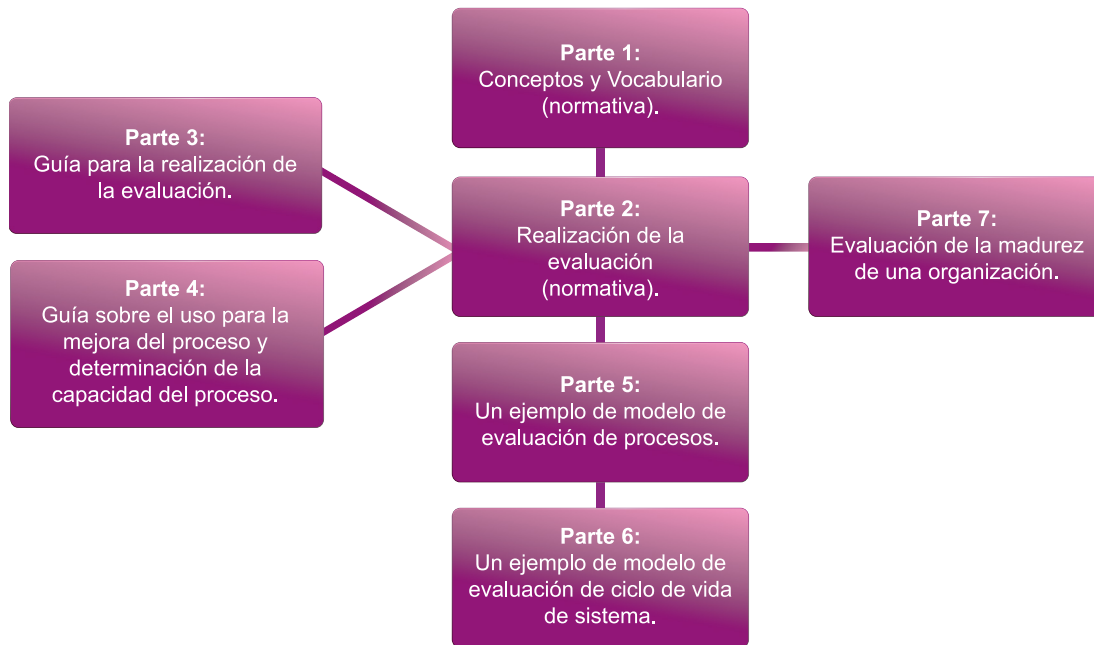 Parte 1:
Conceptos y Vocabulario
(normativa).
Parte 3:
Guía para la realización de
la evaluación.
Parte 2:
Realización de la
evaluación
(normativa).
Parte 7:
Evaluación de la madurez
de una organización.
Parte 4:
Guía sobre el uso para la
mejora del proceso y
determinación de la
capacidad del proceso.
Parte 5:
Un ejemplo de modelo de
evaluación de procesos.
Parte 6:
Un ejemplo de modelo de
evaluación de ciclo de vida
de sistema.